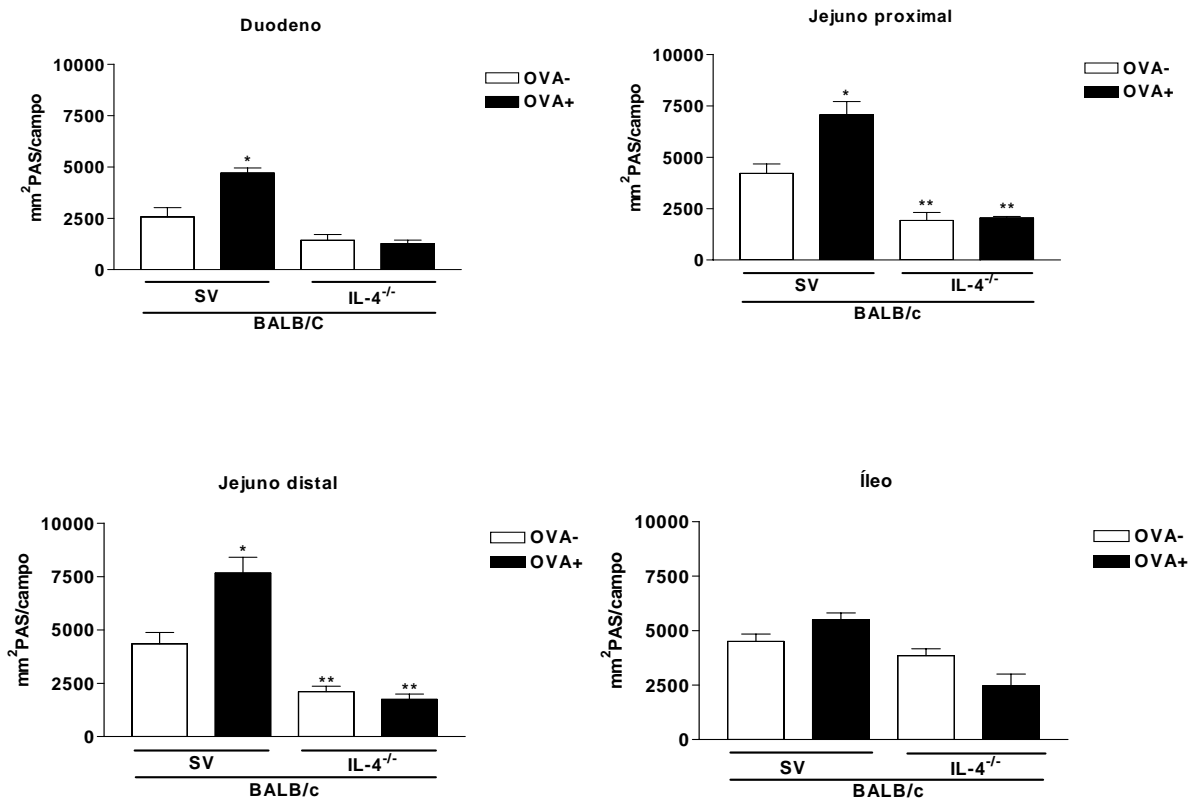 Duodeno
10000
7500
5000
2500
0
mm²PAS/campo
*
OVA-
OVA+
SV IL-4⁻/⁻
BALB/C
Jejuno proximal
10000
7500
5000
2500
0
mm²PAS/campo
*
** **
OVA-
OVA+
SV IL-4⁻/⁻
BALB/c
Jejuno distal
10000
7500
5000
2500
0
mm²PAS/campo
*
** **
OVA-
OVA+
SV IL-4⁻/⁻
BALB/c
Íleo
10000
7500
5000
2500
0
mm²PAS/campo
OVA-
OVA+
SV IL-4⁻/⁻
BALB/c